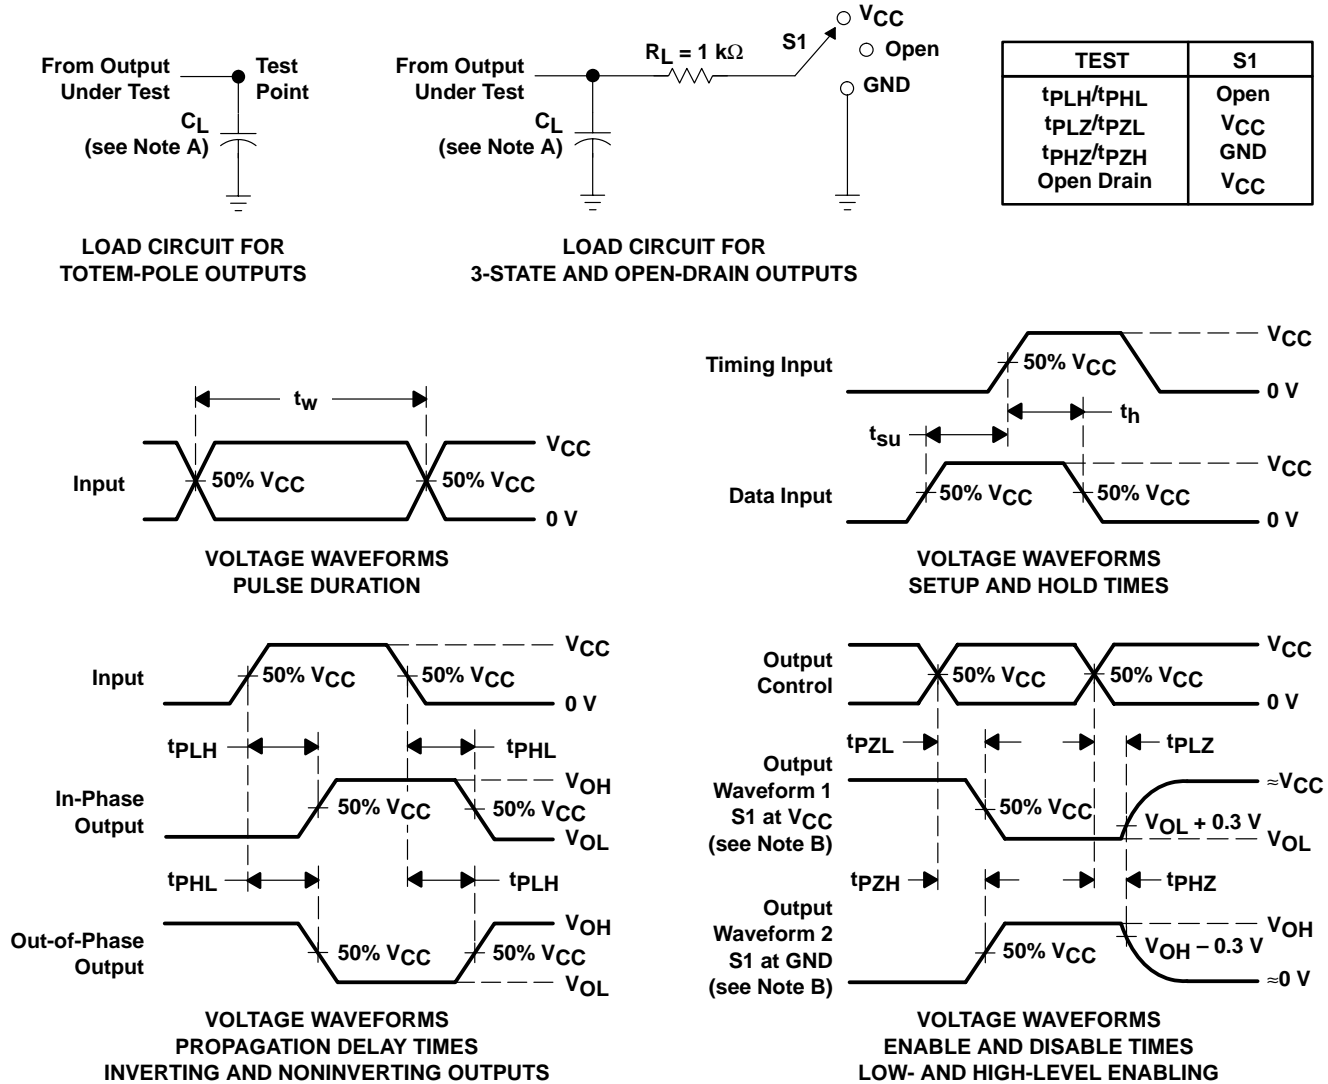 From Output
Under Test
Test
Point
CL
(see Note A)
LOAD CIRCUIT FOR
TOTEM-POLE OUTPUTS
From Output
Under Test
RL = 1 kΩ
S1
VCC
Open
GND
CL
(see Note A)
LOAD CIRCUIT FOR
3-STATE AND OPEN-DRAIN OUTPUTS
TEST S1
tPLH/tPHL Open
tPLZ/tPZL VCC
tPHZ/tPZH GND
Open Drain VCC
tw
Input
50% VCC
50% VCC
VCC
0 V
VOLTAGE WAVEFORMS
PULSE DURATION
Timing Input
50% VCC
VCC
0 V
tsu
th
Data Input
50% VCC
50% VCC
VCC
0 V
VOLTAGE WAVEFORMS
SETUP AND HOLD TIMES
Input
50% VCC
50% VCC
VCC
0 V
tPLH
tPHL
In-Phase
Output
50% VCC
50% VCC
VOH
VOL
tPHL
tPLH
Out-of-Phase
Output
50% VCC
50% VCC
VOH
VOL
VOLTAGE WAVEFORMS
PROPAGATION DELAY TIMES
INVERTING AND NONINVERTING OUTPUTS
Output
Control
50% VCC
50% VCC
VCC
0 V
tPZL
tPLZ
Output
Waveform 1
S1 at VCC
(see Note B)
50% VCC
VOL + 0.3 V
≈VCC
VOL
tPZH
tPHZ
Output
Waveform 2
S1 at GND
(see Note B)
50% VCC
VOH − 0.3 V
VOH
≈0 V
VOLTAGE WAVEFORMS
ENABLE AND DISABLE TIMES
LOW- AND HIGH-LEVEL ENABLING